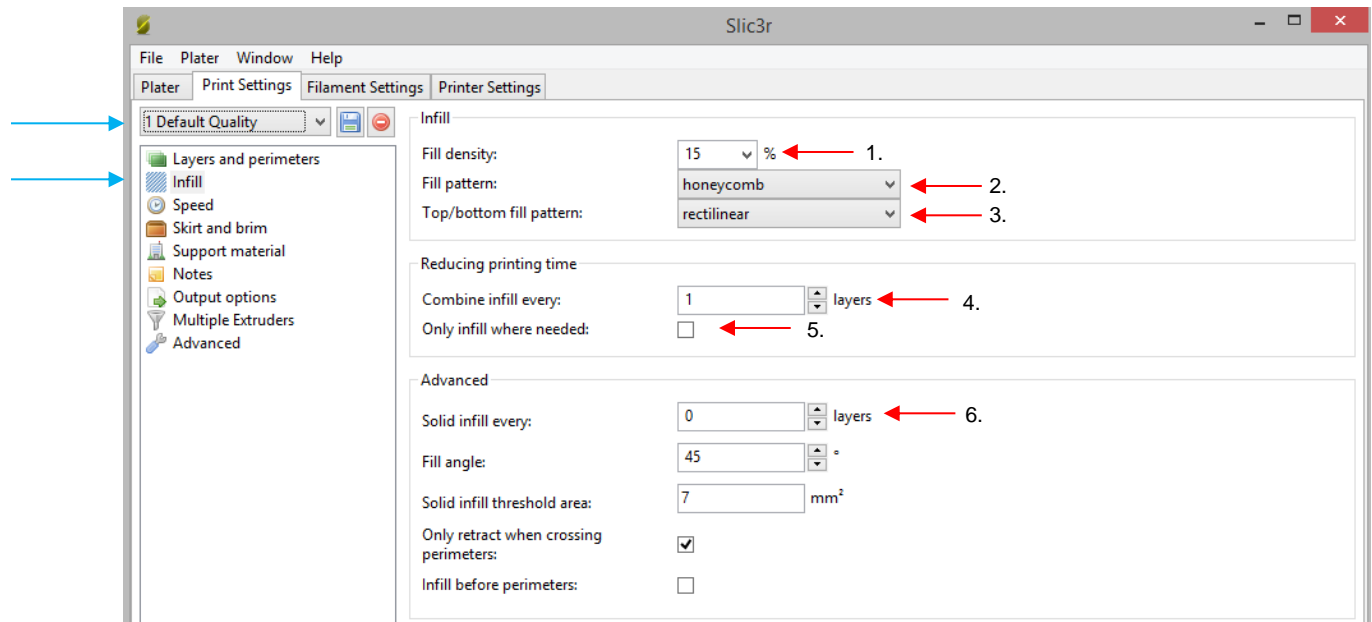 Slic3r
File Plater Window Help
Plater Print Settings Filament Settings Printer Settings
1 Default Quality
Layers and perimeters
Infill
Speed
Skirt and brim
Support material
Notes
Output options
Multiple Extruders
Advanced
Infill
Fill density: 15 % 1.
Fill pattern: honeycomb 2.
Top/bottom fill pattern: rectilinear 3.
Reducing printing time
Combine infill every: 1 layers 4.
Only infill where needed: 5.
Advanced
Solid infill every: 0 layers 6.
Fill angle: 45 °
Solid infill threshold area: 7 mm²
Only retract when crossing
perimeters:
Infill before perimeters: